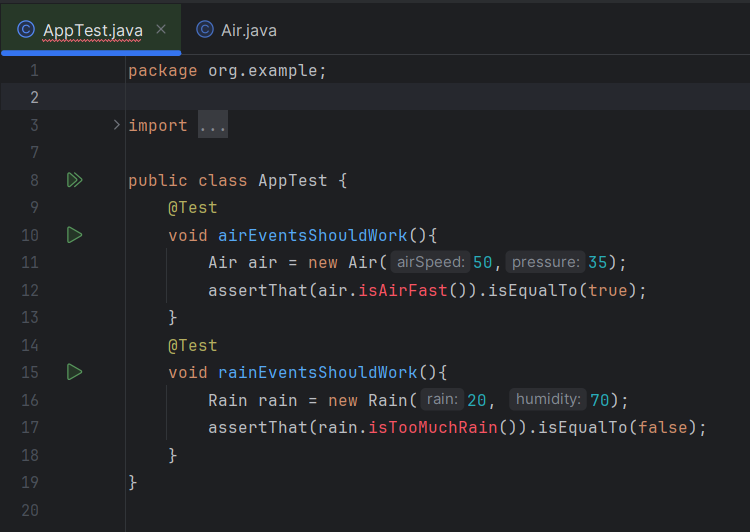 AppTest.java Air.java
1 package org.example;
2
3 import ...
7
8 public class AppTest {
9 @Test
10 void airEventsShouldWork(){
11 Air air = new Air( airSpeed: 50, pressure: 35);
12 assertThat(air.isAirFast()).isEqualTo(true);
13 }
14 @Test
15 void rainEventsShouldWork(){
16 Rain rain = new Rain( rain: 20, humidity: 70);
17 assertThat(rain.isTooMuchRain()).isEqualTo(false);
18 }
19 }
20